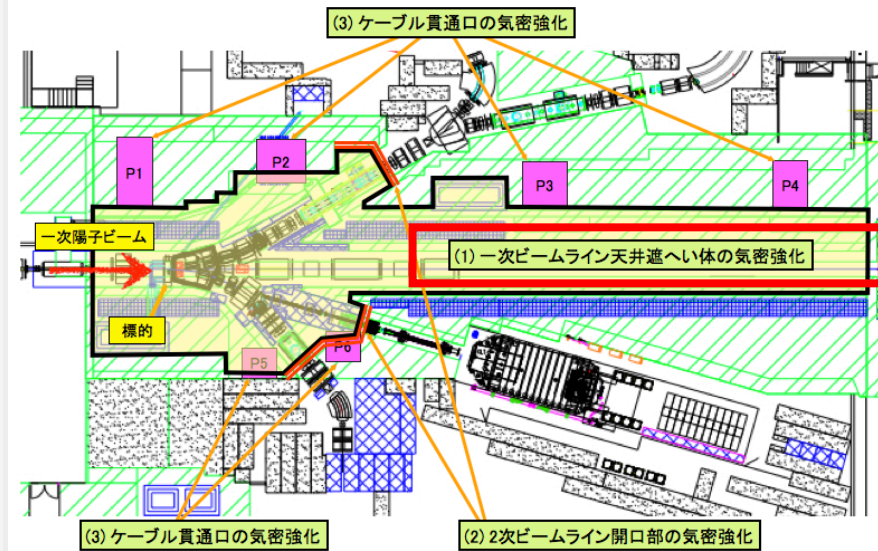 (3) ケーブル貫通口の気密強化
P1
P2
P3
P4
一次陽子ビーム
(1) 一次ビームライン天井遮へい体の気密強化
標的
P5
P6
(3) ケーブル貫通口の気密強化
(2) 2次ビームライン開口部の気密強化